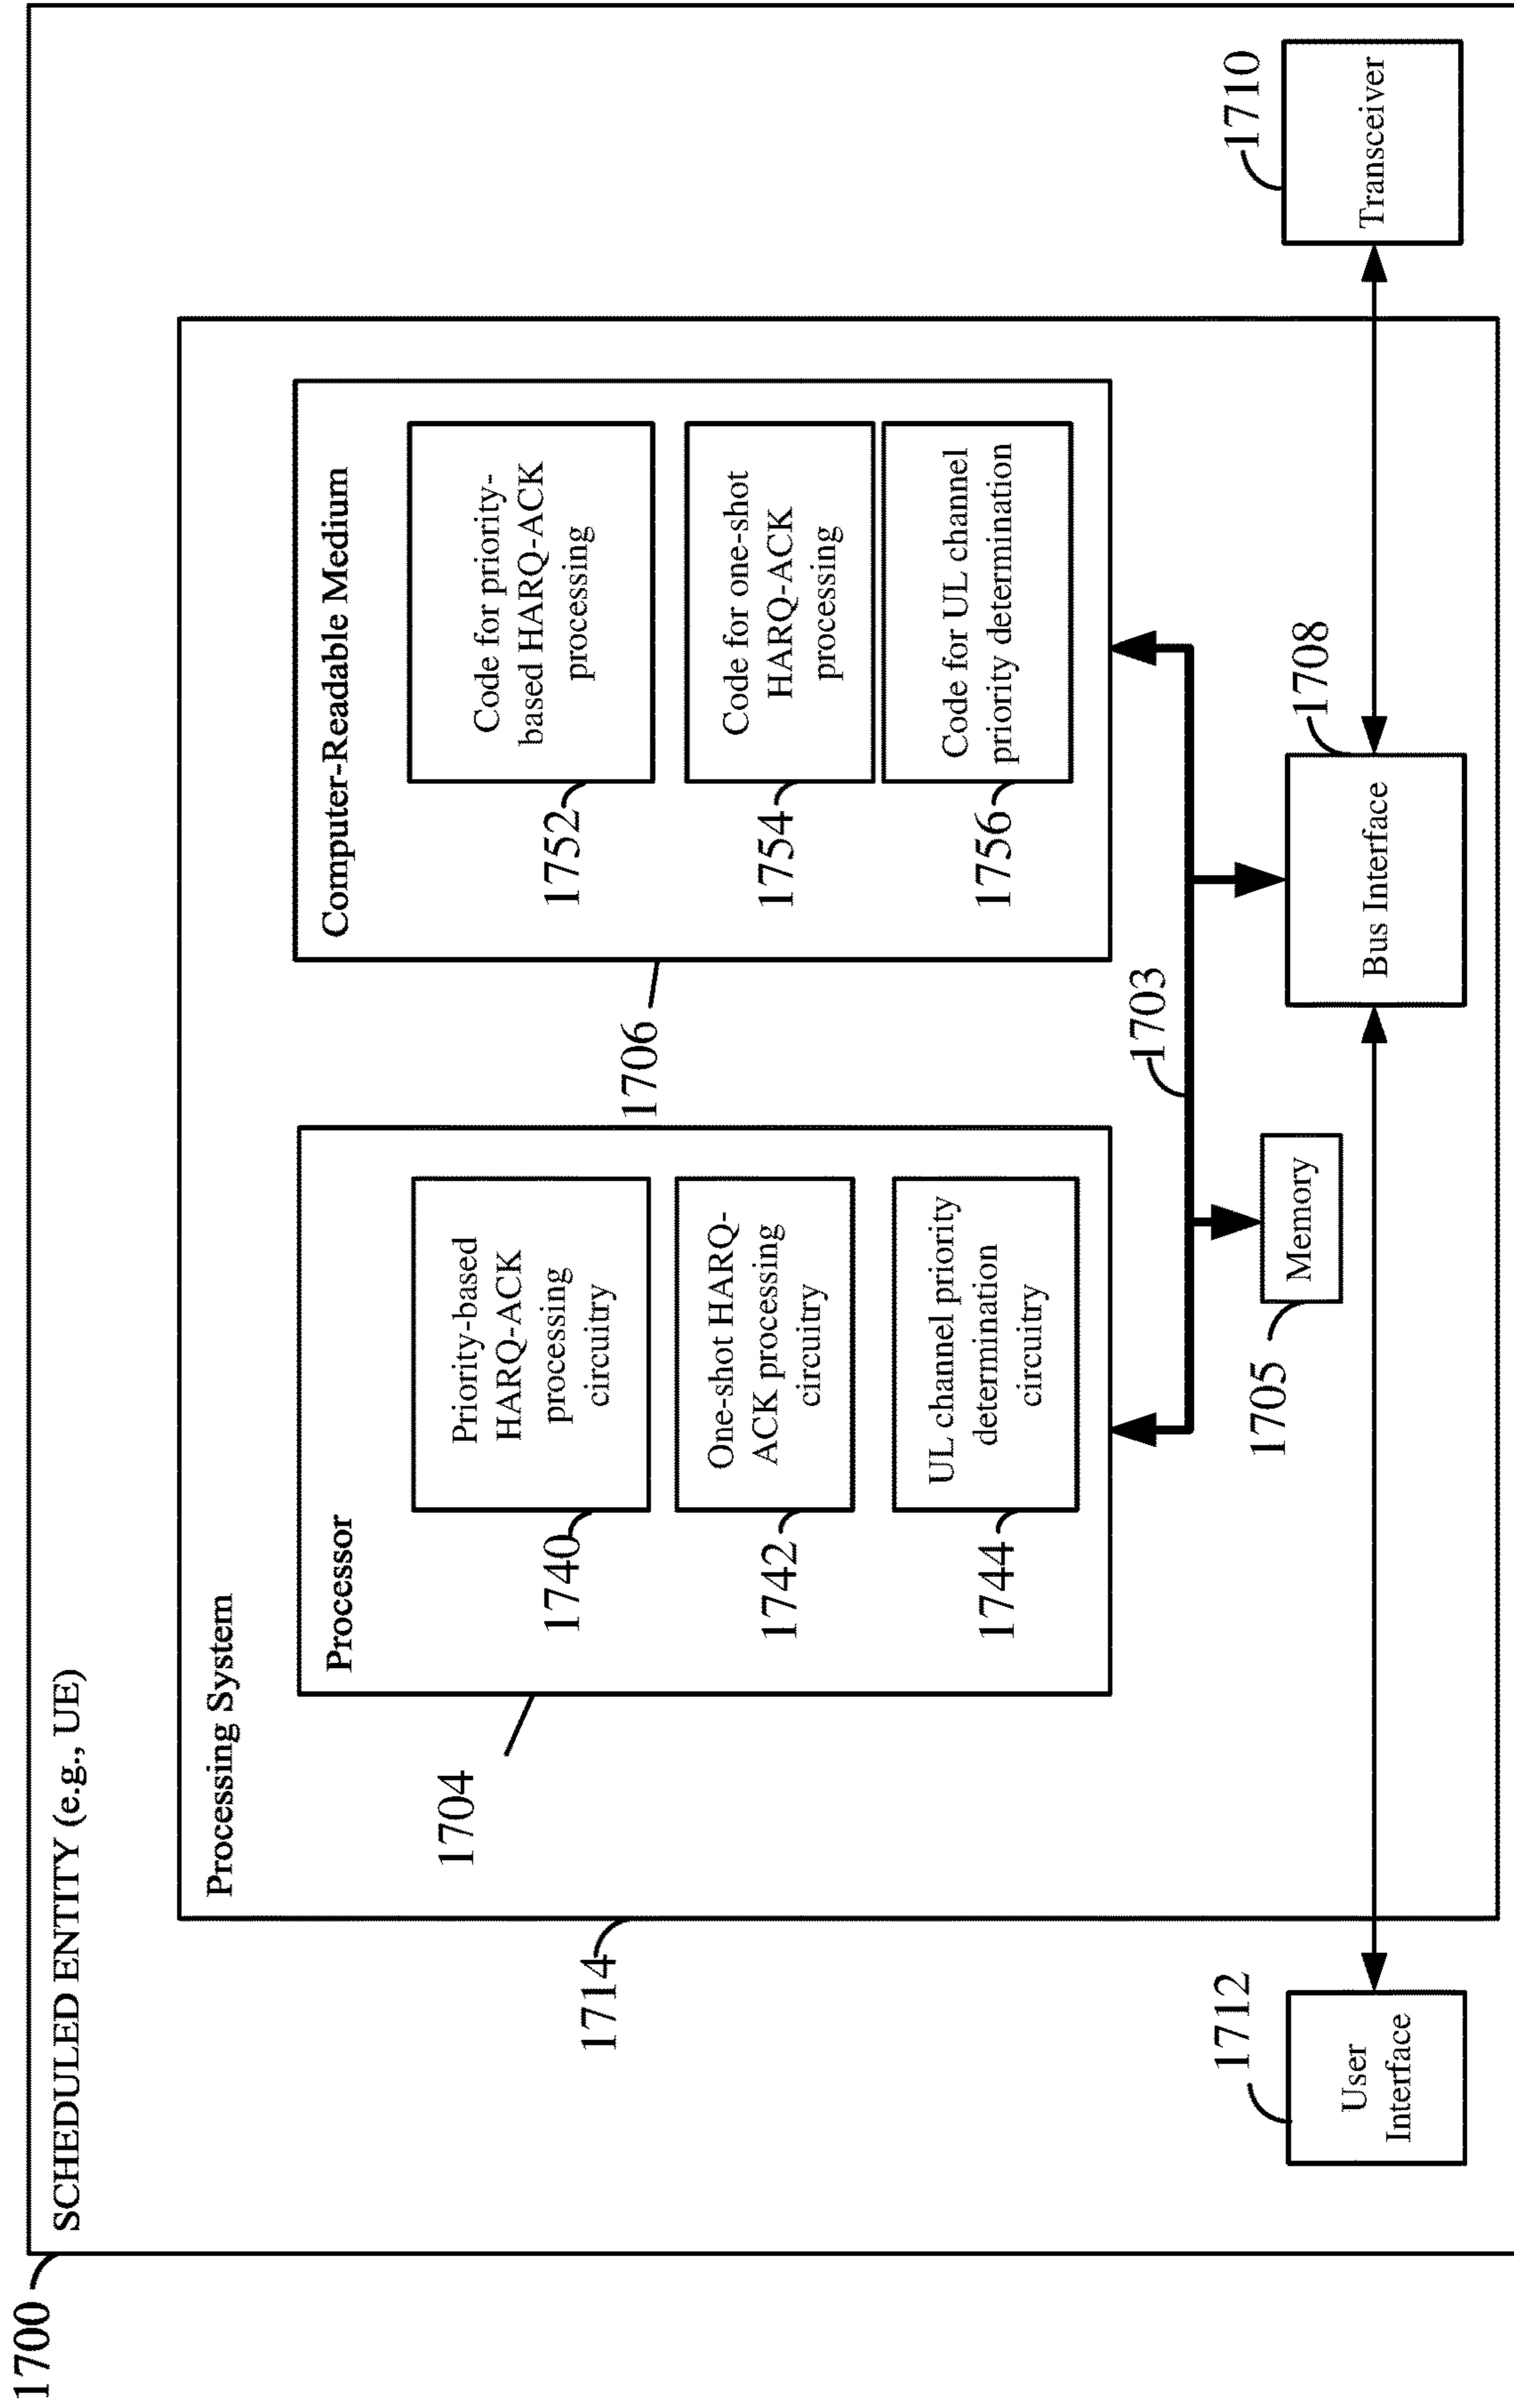 1700
SCHEDULED ENTITY (e.g., UE)
1714
Processing System
1704
Processor
1740
Priority-based
HARQ-ACK
processing
circuitry
1742
One-shot HARQ-
ACK processing
circuitry
1744
UL channel priority
determination
circuitry
1706
Computer-Readable Medium
1752
Code for priority-
based HARQ-ACK
processing
1754
Code for one-shot
HARQ-ACK
processing
1756
Code for UL channel
priority determination
1703
1705
Memory
1708
Bus Interface
1712
User
Interface
1710
Transceiver